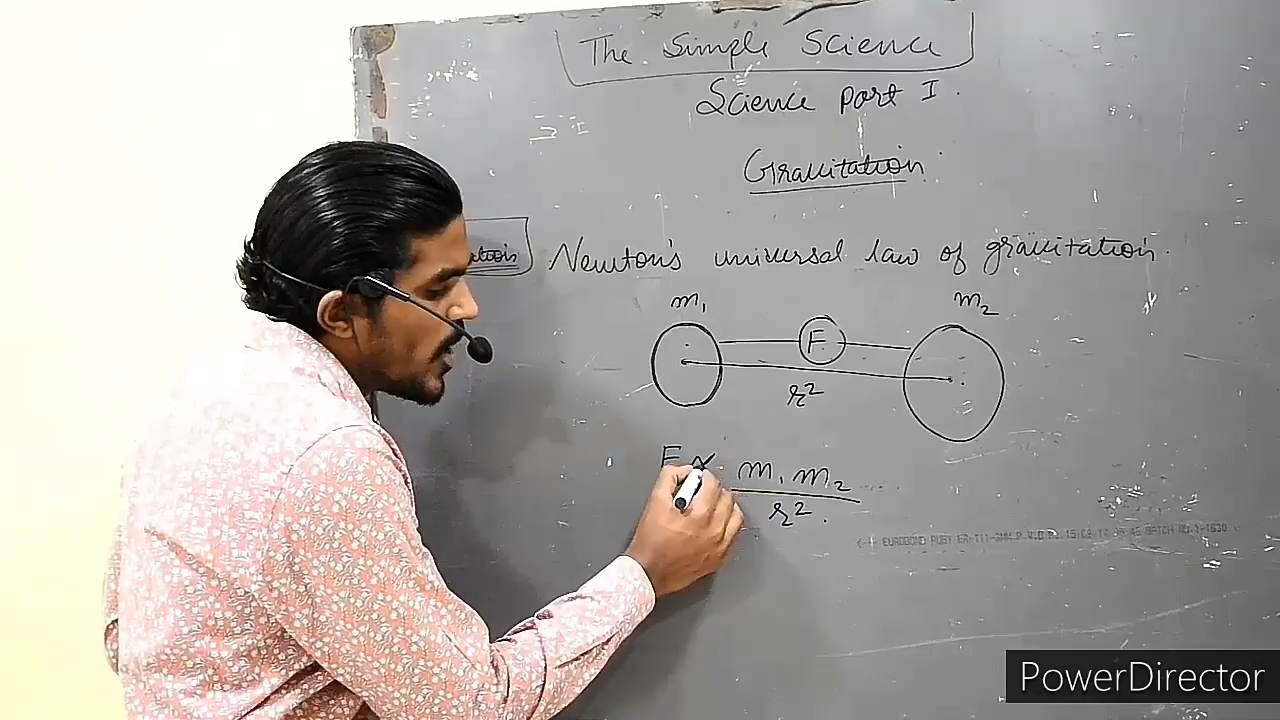 The Simple Science
Science part I.
Gravitation
Newton's universal law of gravitation.
m₁ m₂
F
r²
F ∝ m₁ m₂
r²
PowerDirector